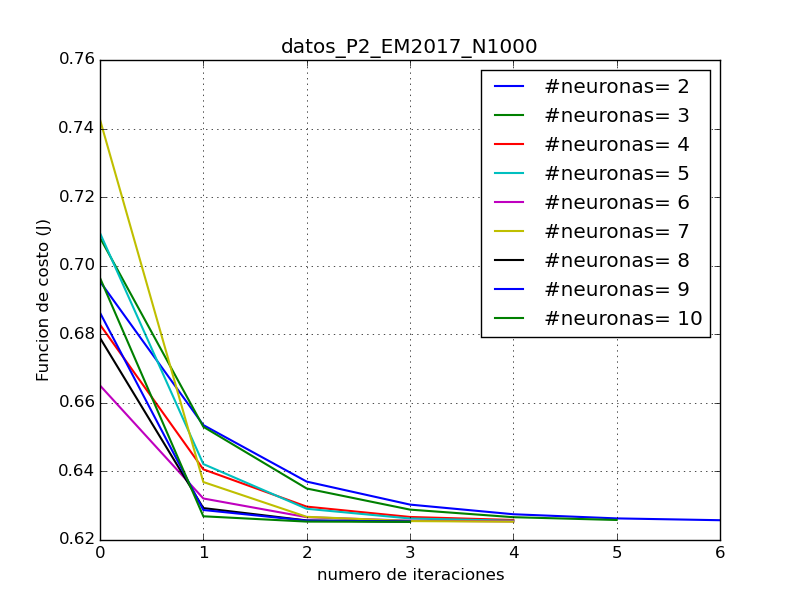 datos_P2_EM2017_N1000
Funcion de costo (J)
0.76
0.74
0.72
0.70
0.68
0.66
0.64
0.62
#neuronas= 2
#neuronas= 3
#neuronas= 4
#neuronas= 5
#neuronas= 6
#neuronas= 7
#neuronas= 8
#neuronas= 9
#neuronas= 10
0 1 2 3 4 5 6
numero de iteraciones